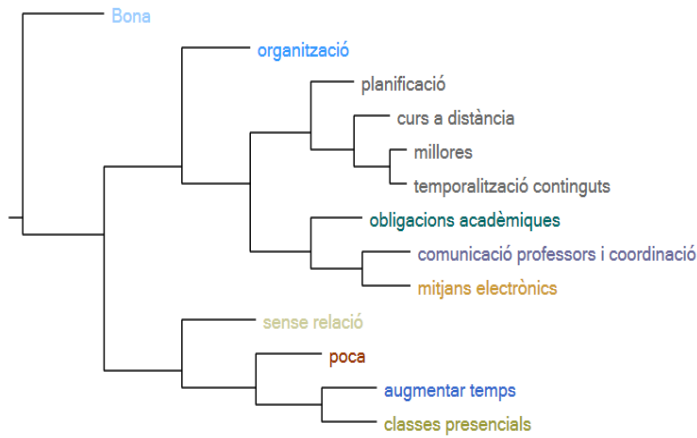 Bona
organització
planificació
curs a distància
millores
temporalització continguts
obligacions acadèmiques
comunicació professors i coordinació
mitjans electrònics
sense relació
poca
augmentar temps
classes presencials